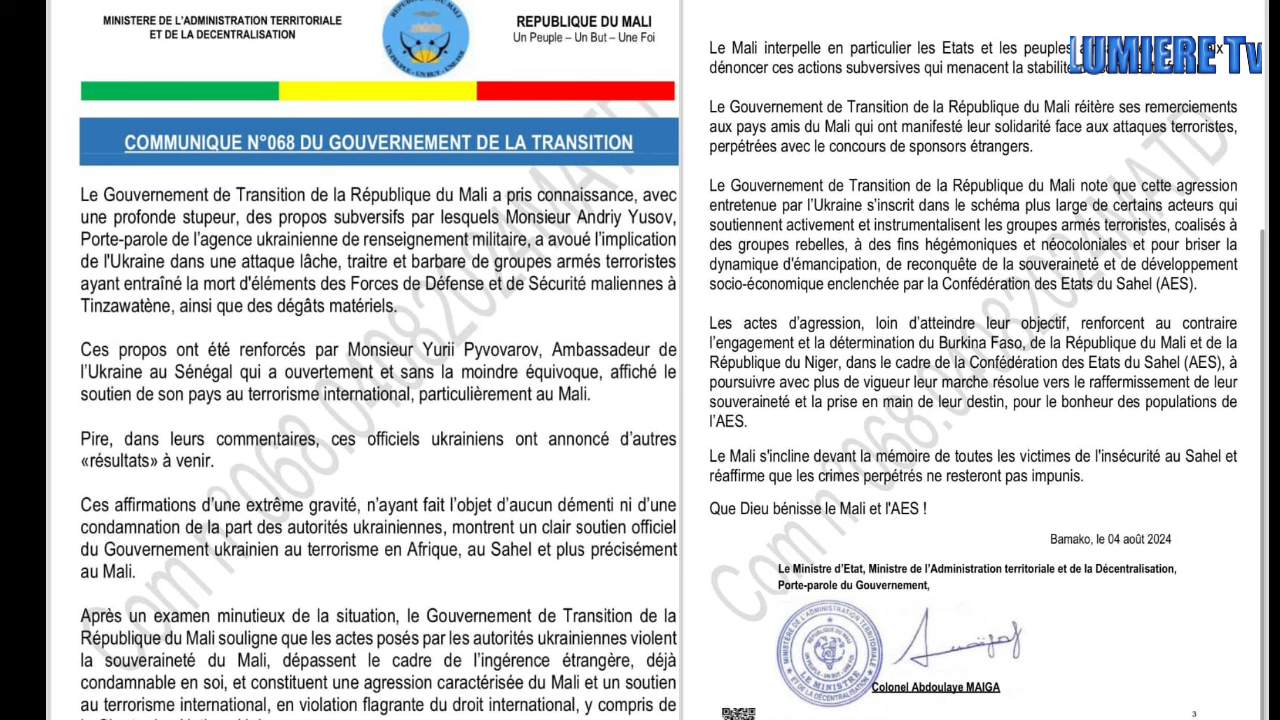 MINISTERE DE L'ADMINISTRATION TERRITORIALE
ET DE LA DECENTRALISATION
REPUBLIQUE DU MALI
Un Peuple – Un But – Une Foi
COMMUNIQUE N°068 DU GOUVERNEMENT DE LA TRANSITION
Le Gouvernement de Transition de la République du Mali a pris connaissance, avec
une profonde stupeur, des propos subversifs par lesquels Monsieur Andriy Yusov,
Porte-parole de l'agence ukrainienne de renseignement militaire, a avoué l'implication
de l'Ukraine dans une attaque lâche, traitre et barbare de groupes armés terroristes
ayant entraîné la mort d'éléments des Forces de Défense et de Sécurité maliennes à
Tinzawatène, ainsi que des dégâts matériels.
Ces propos ont été renforcés par Monsieur Yurii Pyvovarov, Ambassadeur de
l'Ukraine au Sénégal qui a ouvertement et sans la moindre équivoque, affiché le
soutien de son pays au terrorisme international, particulièrement au Mali.
Pire, dans leurs commentaires, ces officiels ukrainiens ont annoncé d'autres
«résultats» à venir.
Ces affirmations d'une extrême gravité, n'ayant fait l'objet d'aucun démenti ni d'une
condamnation de la part des autorités ukrainiennes, montrent un clair soutien officiel
du Gouvernement ukrainien au terrorisme en Afrique, au Sahel et plus précisément
au Mali.
Après un examen minutieux de la situation, le Gouvernement de Transition de la
République du Mali souligne que les actes posés par les autorités ukrainiennes violent
la souveraineté du Mali, dépassent le cadre de l'ingérence étrangère, déjà
condamnable en soi, et constituent une agression caractérisée du Mali et un soutien
au terrorisme international, en violation flagrante du droit international, y compris de
Com n°068.04082024MATD
LUMIERE Tv
Le Mali interpelle en particulier les Etats et les peuples
dénoncer ces actions subversives qui menacent la stabilité
Le Gouvernement de Transition de la République du Mali réitère ses remerciements
aux pays amis du Mali qui ont manifesté leur solidarité face aux attaques terroristes,
perpétrées avec le concours de sponsors étrangers.
Le Gouvernement de Transition de la République du Mali note que cette agression
entretenue par l'Ukraine s'inscrit dans le schéma plus large de certains acteurs qui
soutiennent activement et instrumentalisent les groupes armés terroristes, coalisés à
des groupes rebelles, à des fins hégémoniques et néocoloniales et pour briser la
dynamique d'émancipation, de reconquête de la souveraineté et de développement
socio-économique enclenchée par la Confédération des Etats du Sahel (AES).
Les actes d'agression, loin d'atteindre leur objectif, renforcent au contraire
l'engagement et la détermination du Burkina Faso, de la République du Mali et de la
République du Niger, dans le cadre de la Confédération des Etats du Sahel (AES), à
poursuivre avec plus de vigueur leur marche résolue vers le raffermissement de leur
souveraineté et la prise en main de leur destin, pour le bonheur des populations de
l'AES.
Le Mali s'incline devant la mémoire de toutes les victimes de l'insécurité au Sahel et
réaffirme que les crimes perpétrés ne resteront pas impunis.
Que Dieu bénisse le Mali et l'AES !
Bamako, le 04 août 2024
Le Ministre d'Etat, Ministre de l'Administration territoriale et de la Décentralisation,
Porte-parole du Gouvernement,
LE MINISTRE
Colonel Abdoulaye MAIGA
3
Com n°068.04082024MATD